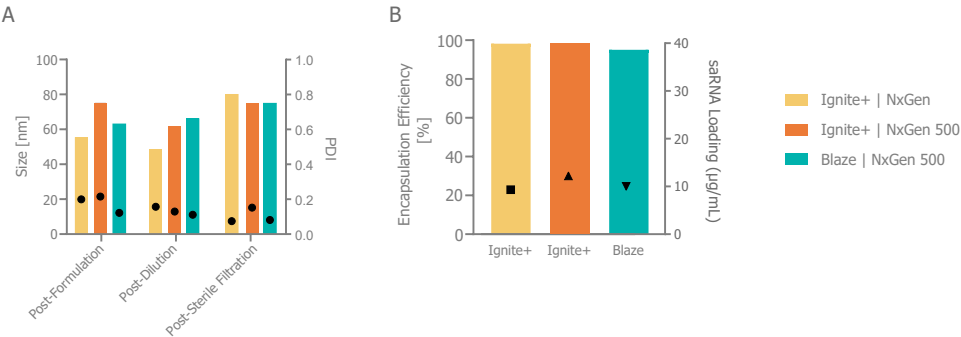 A
100
80
60
40
20
0
Size [nm]
1.0
0.8
0.6
0.4
0.2
0.0
PDI
Post-Formulation
Post-Dilution
Post-Sterile Filtration
B
100
80
60
40
20
0
Encapsulation Efficiency
[%]
40
30
20
10
0
saRNA Loading (μg/mL)
Ignite+
Ignite+
Blaze
Ignite+ | NxGen
Ignite+ | NxGen 500
Blaze | NxGen 500